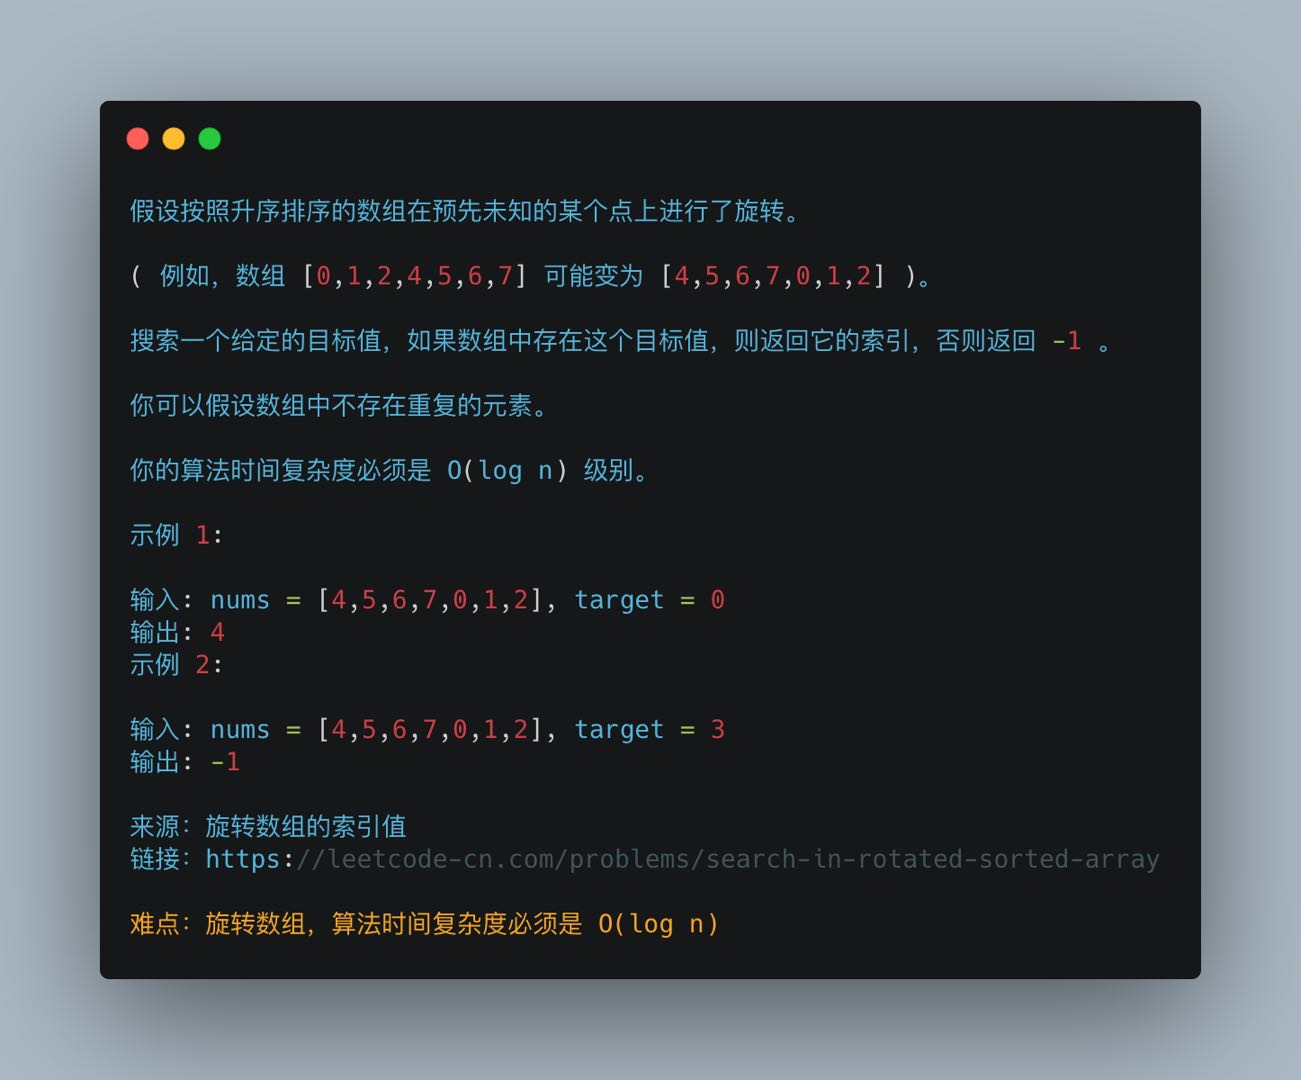 假设按照升序排序的数组在预先未知的某个点上进行了旋转。
( 例如，数组 [0,1,2,4,5,6,7] 可能变为 [4,5,6,7,0,1,2] )。
搜索一个给定的目标值，如果数组中存在这个目标值，则返回它的索引，否则返回 -1 。
你可以假设数组中不存在重复的元素。
你的算法时间复杂度必须是 O(log n) 级别。
示例 1:
输入: nums = [4,5,6,7,0,1,2], target = 0
输出: 4
示例 2:
输入: nums = [4,5,6,7,0,1,2], target = 3
输出: -1
来源：旋转数组的索引值
链接：https://leetcode-cn.com/problems/search-in-rotated-sorted-array
难点：旋转数组，算法时间复杂度必须是 O(log n)